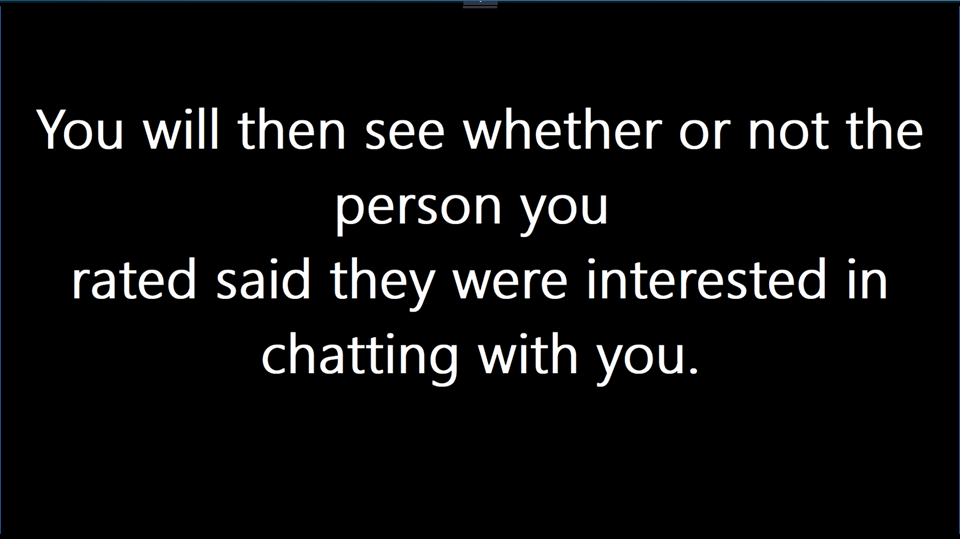 You will then see whether or not the
person you
rated said they were interested in
chatting with you.